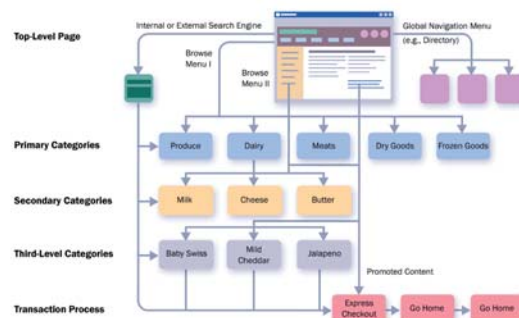 Internal or External Search Engine
Global Navigation Menu
(e.g., Directory)
Top-Level Page
Browse
Menu I
Browse
Menu II
Primary Categories
Produce
Dairy
Meats
Dry Goods
Frozen Goods
Secondary Categories
Milk
Cheese
Butter
Third-Level Categories
Baby Swiss
Mild
Cheddar
Jalapeno
Promoted Content
Transaction Process
Express
Checkout
Go Home
Go Home